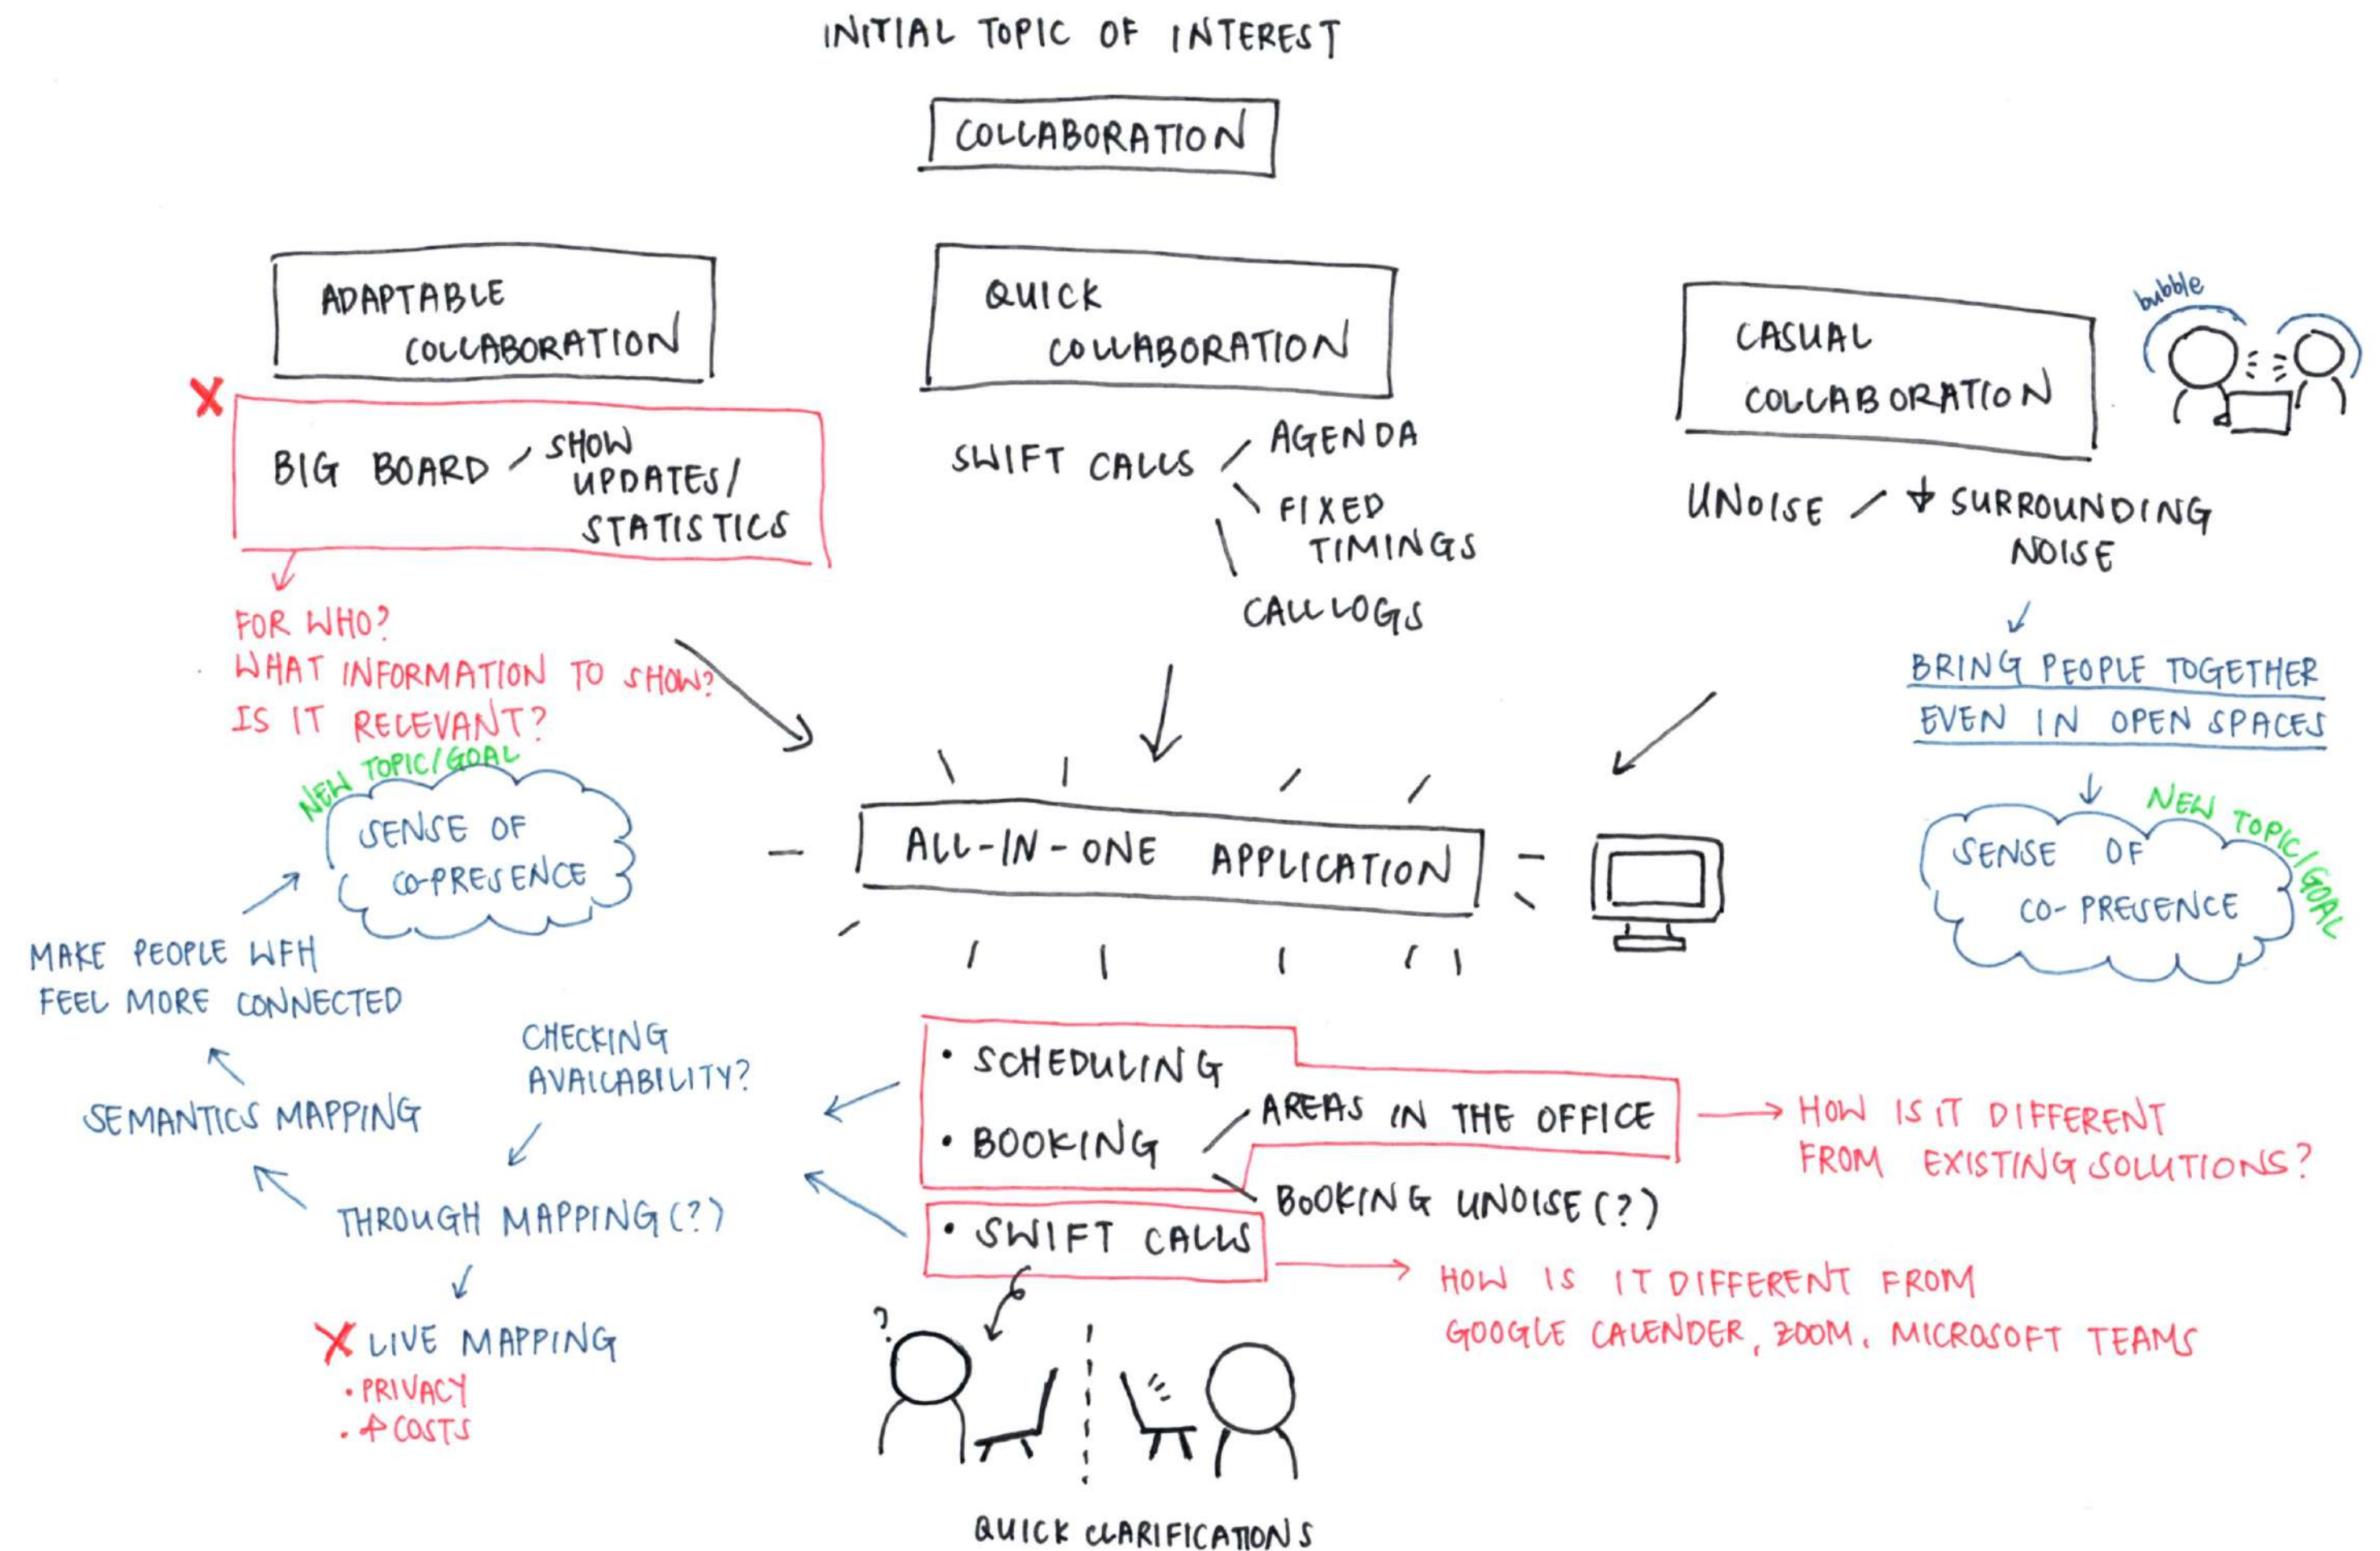 INITIAL TOPIC OF INTEREST
COLLABORATION
ADAPTABLE
COLLABORATION
X
BIG BOARD / SHOW
UPDATES/
STATISTICS
FOR WHO?
WHAT INFORMATION TO SHOW?
IS IT RELEVANT?
QUICK
COLLABORATION
SWIFT CALLS
AGENDA
FIXED
TIMINGS
CALL LOGS
CASUAL
COLLABORATION
bubble
UNOISE / ↓ SURROUNDING
NOISE
BRING PEOPLE TOGETHER
EVEN IN OPEN SPACES
NEW TOPIC/GOAL
SENSE OF
CO-PRESENCE
ALL-IN-ONE APPLICATION
NEW TOPIC/GOAL
SENSE OF
CO-PRESENCE
MAKE PEOPLE WFH
FEEL MORE CONNECTED
SEMANTICS MAPPING
CHECKING
AVAILABILITY?
THROUGH MAPPING(?)
X LIVE MAPPING
• PRIVACY
• ↑ COSTS
• SCHEDULING
• BOOKING
AREAS IN THE OFFICE
BOOKING UNOISE(?)
• SWIFT CALLS
HOW IS IT DIFFERENT
FROM EXISTING SOLUTIONS?
HOW IS IT DIFFERENT FROM
GOOGLE CALENDER, ZOOM, MICROSOFT TEAMS
?
QUICK CLARIFICATIONS